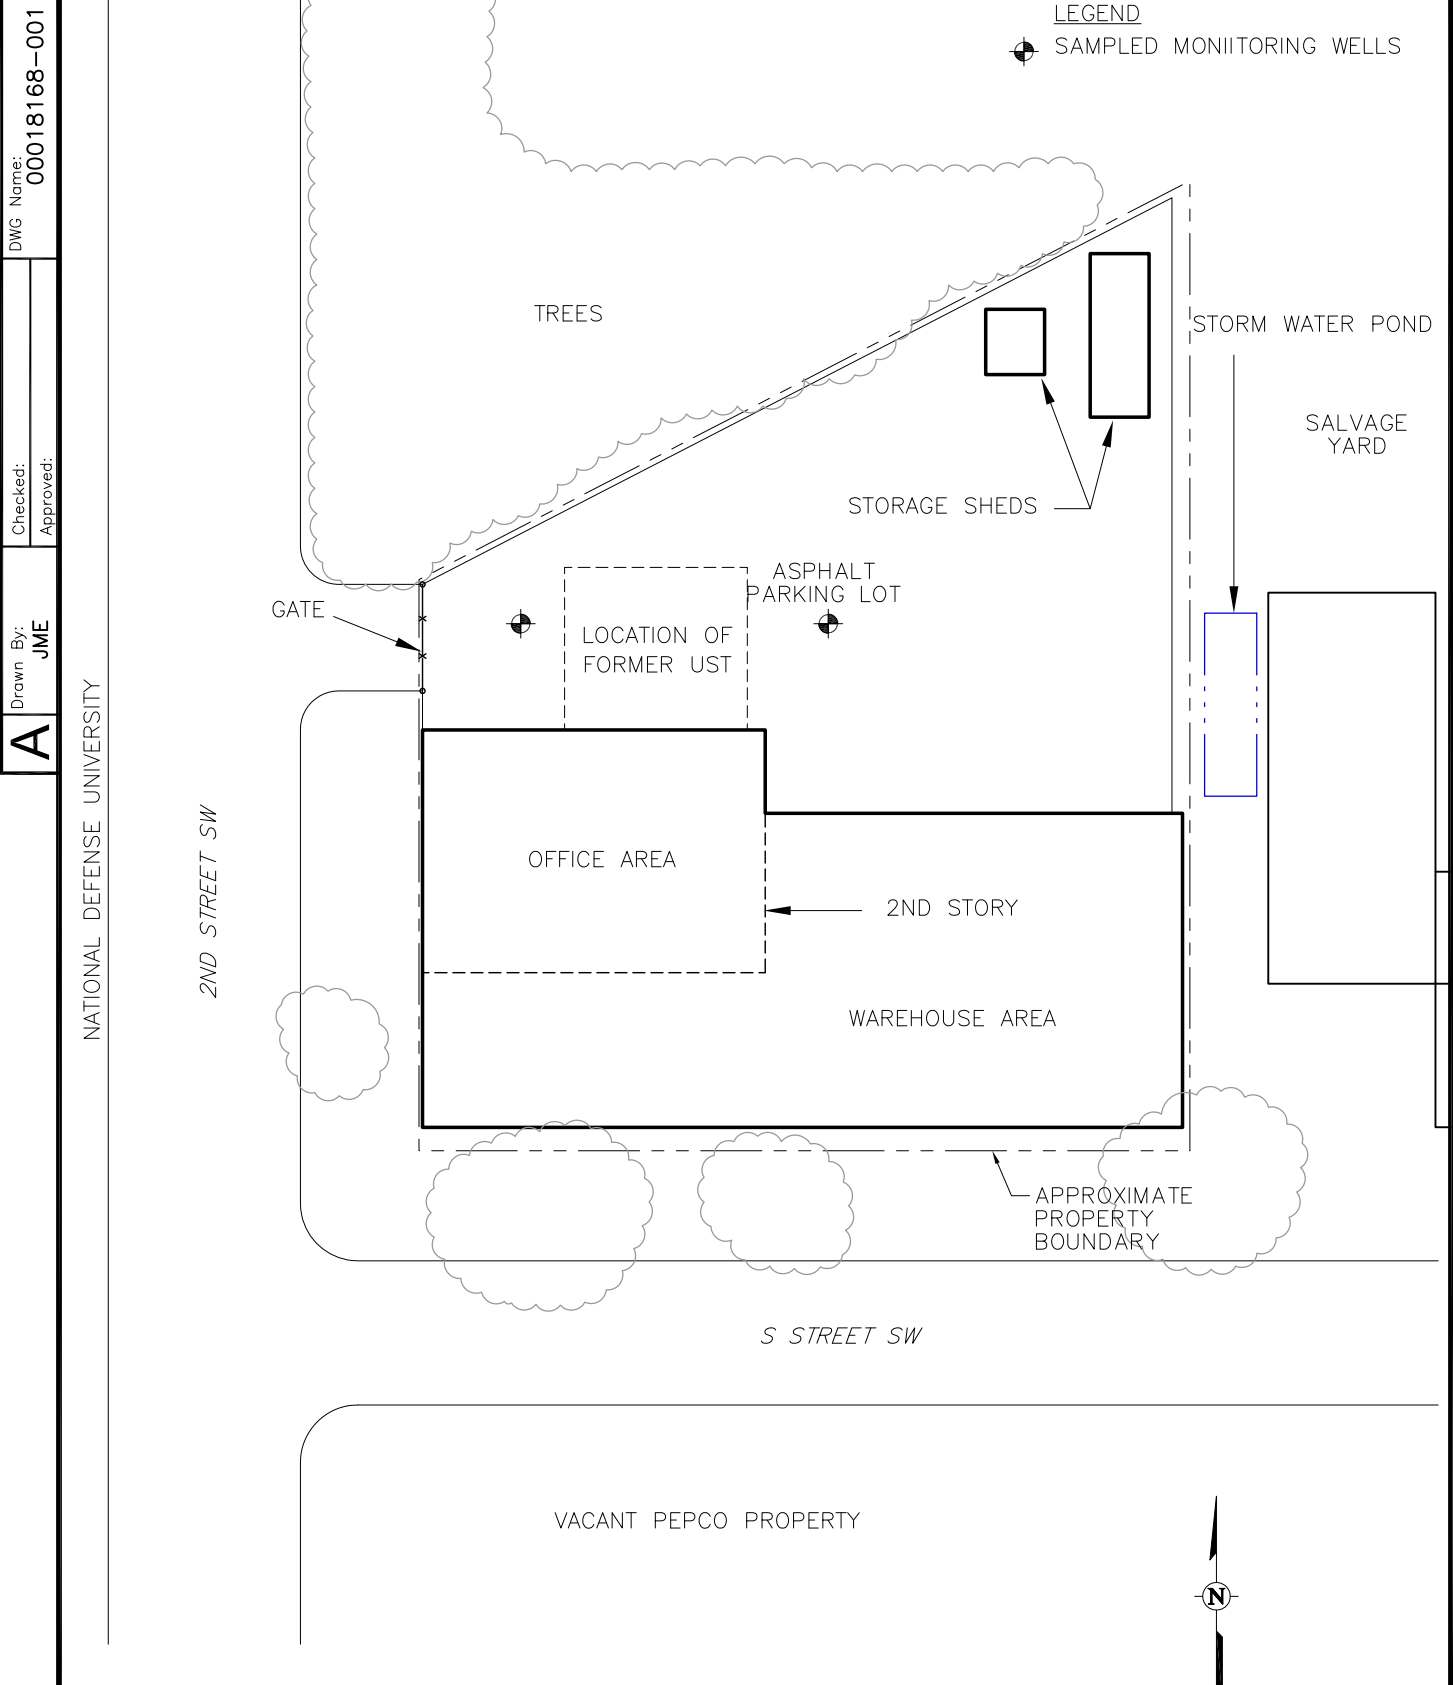 LEGEND
SAMPLED MONIITORING WELLS
DWG Name:
00018168-001
Checked:
Approved:
Drawn By:
JME
A
TREES
STORM WATER POND
SALVAGE
YARD
STORAGE SHEDS
ASPHALT
PARKING LOT
GATE
LOCATION OF
FORMER UST
NATIONAL DEFENSE UNIVERSITY
2ND STREET SW
OFFICE AREA
2ND STORY
WAREHOUSE AREA
APPROXIMATE
PROPERTY
BOUNDARY
S STREET SW
VACANT PEPCO PROPERTY
N